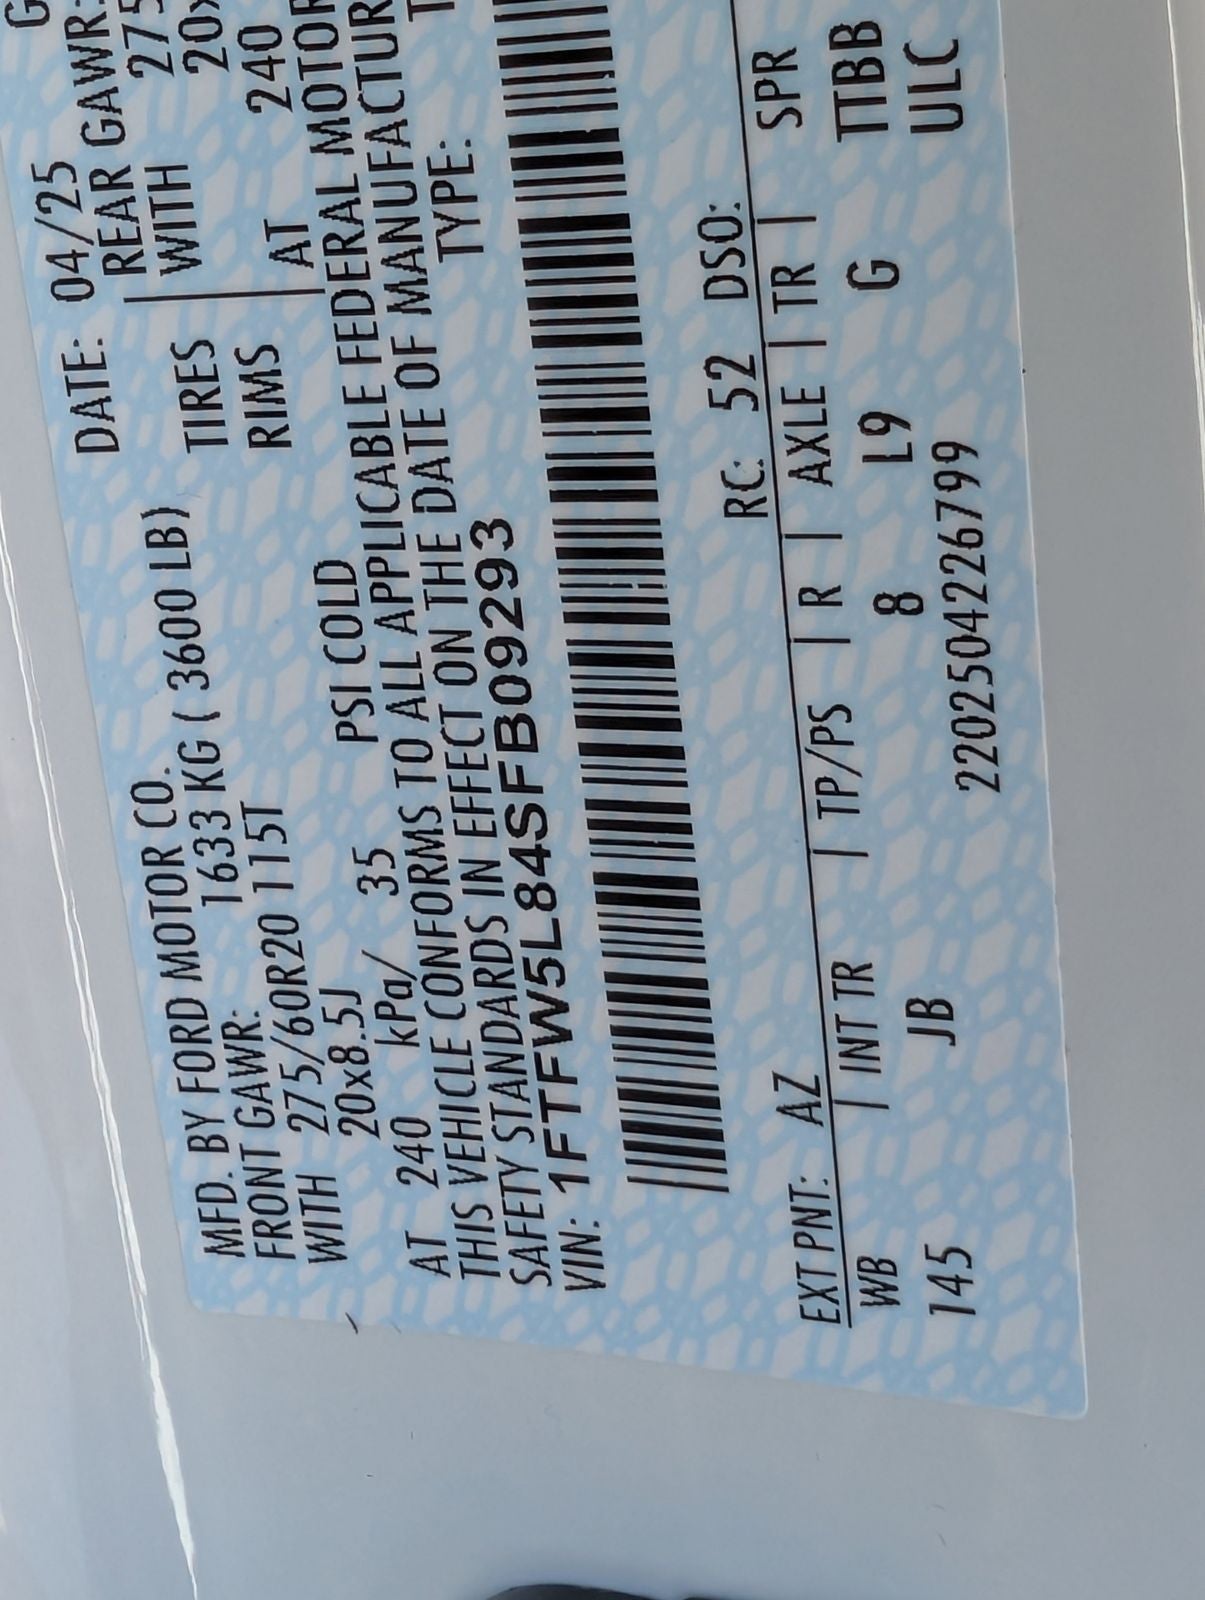 MFD. BY FORD MOTOR CO.
DATE: 04/25 G
FRONT GAWR: 1633 KG ( 3600 LB)
REAR GAWR:
WITH 275/60R20 115T TIRES WITH 275
20x8.5J RIMS 20x
AT 240 kPa/ 35 PSI COLD AT 240
THIS VEHICLE CONFORMS TO ALL APPLICABLE FEDERAL MOTOR
SAFETY STANDARDS IN EFFECT ON THE DATE OF MANUFACTUR
VIN: 1FTFW5L84SFB09293 TYPE: T
EXT PNT: AZ RC: 52 DSO:
WB | INT TR | TP/PS | R | AXLE | TR | SPR
145 JB 8 L9 G TTBB
2202504226799 ULC